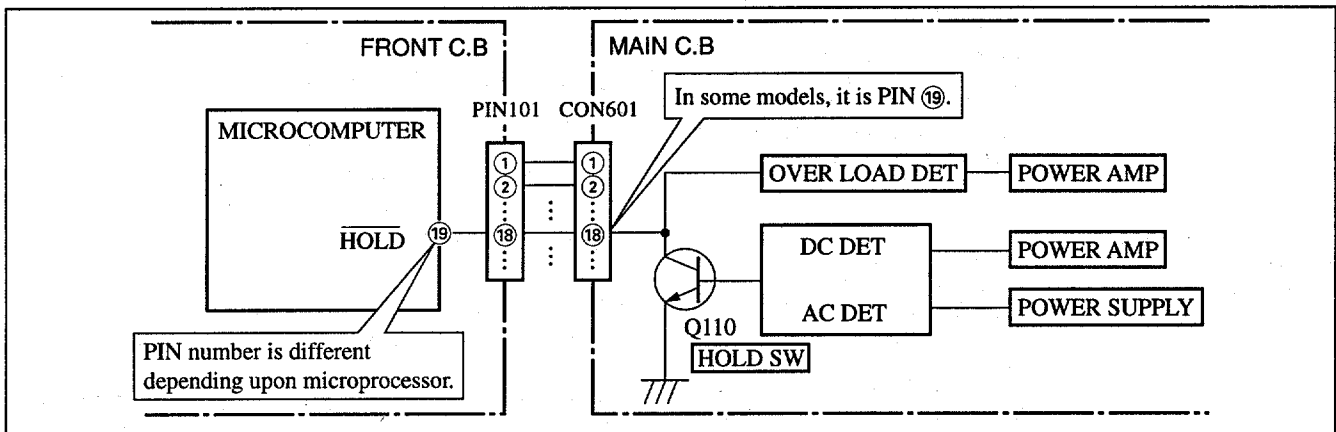 FRONT C.B
MAIN C.B
In some models, it is PIN ⑲.
PIN101 CON601
MICROCOMPUTER
① ①
② ②
OVER LOAD DET
POWER AMP
HOLD
⑲
⑱ ⑱
DC DET
POWER AMP
AC DET
POWER SUPPLY
Q110
HOLD SW
PIN number is different
depending upon microprocessor.